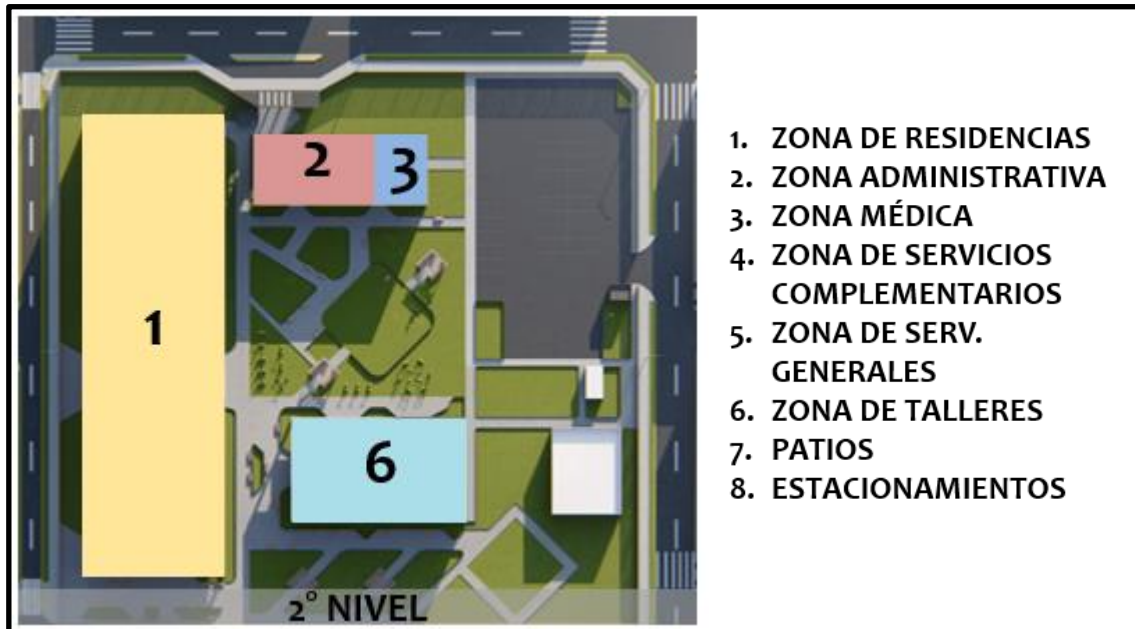 2
3
1
6
2° NIVEL
1. ZONA DE RESIDENCIAS
2. ZONA ADMINISTRATIVA
3. ZONA MÉDICA
4. ZONA DE SERVICIOS
COMPLEMENTARIOS
5. ZONA DE SERV.
GENERALES
6. ZONA DE TALLERES
7. PATIOS
8. ESTACIONAMIENTOS